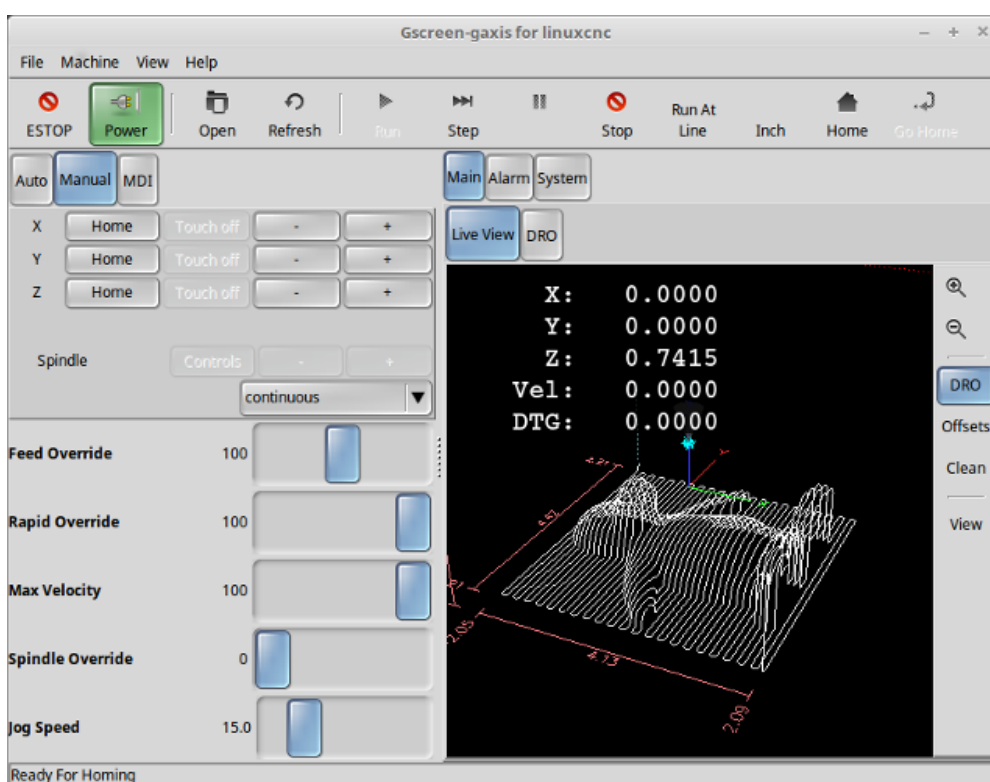 Gscreen-gaxis for linuxcnc
File Machine View Help
ESTOP Power Open Refresh Run Step Stop Run At Line Inch Home Go Home
Auto Manual MDI
Main Alarm System
Live View DRO
X Home Touch off - +
Y Home Touch off - +
Z Home Touch off - +
Spindle Controls - +
continuous
Feed Override 100
Rapid Override 100
Max Velocity 100
Spindle Override 0
Jog Speed 15.0
X: 0.0000
Y: 0.0000
Z: 0.7415
Vel: 0.0000
DTG: 0.0000
2.05
4.13
2.09
DRO
Offsets
Clean
View
Ready For Homing